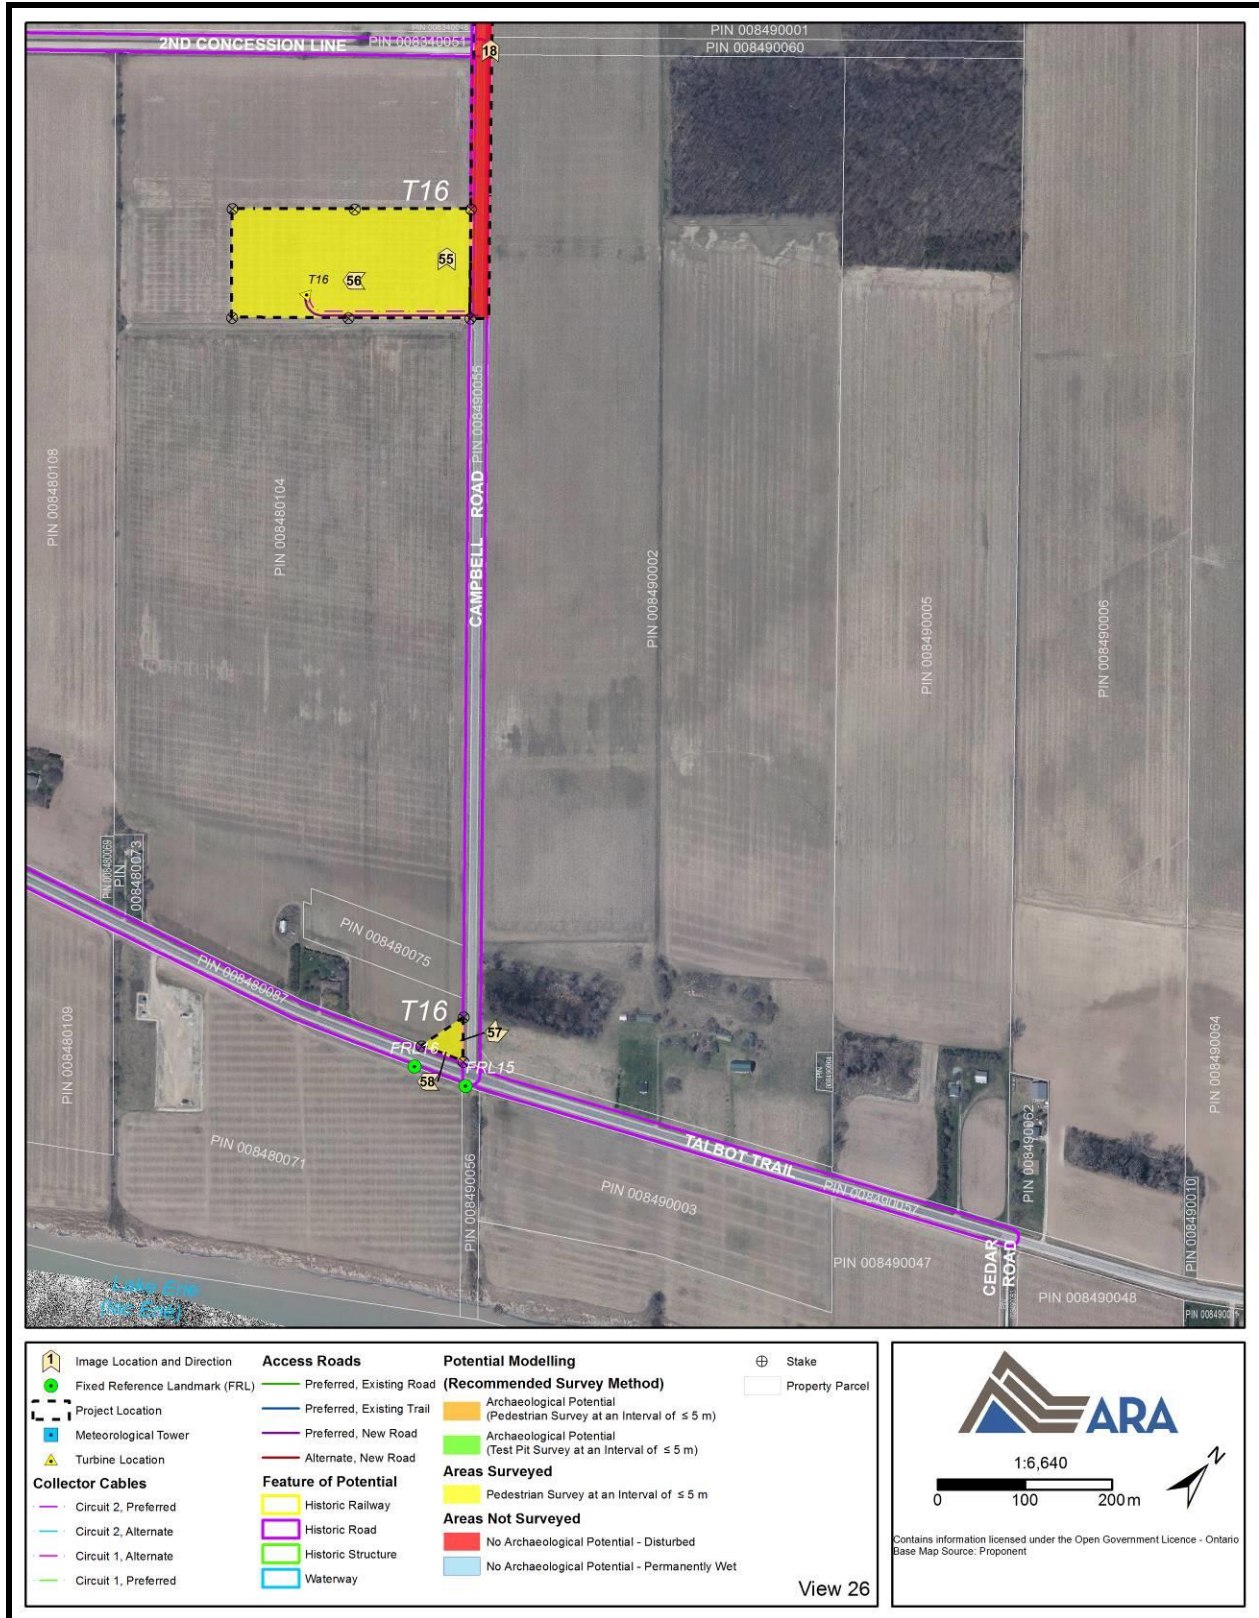 PIN 008490001
PIN 008490060
2ND CONCESSION LINE
PIN 008340051
18
T16
55
56
T16
PIN 008490055
CAMPBELL ROAD
PIN 008480108
PIN 008480104
PIN 008490002
PIN 008490005
PIN 008490006
PIN 008480069
PIN
008480073
PIN 008480075
PIN 008480087
T16
57
FRL16
FRL15
58
PIN 008480109
PIN 008480071
PIN 008490056
PIN 008490003
TALBOT TRAIL
PIN 008490057
PIN 008490062
PIN 008490064
PIN 008490010
CEDAR
ROAD
PIN 008490047
PIN 008490048
Lake Erie
(lac Érié)
1 Image Location and Direction
Fixed Reference Landmark (FRL)
Project Location
Meteorological Tower
Turbine Location
Collector Cables
Circuit 2, Preferred
Circuit 2, Alternate
Circuit 1, Alternate
Circuit 1, Preferred
Access Roads
Preferred, Existing Road
Preferred, Existing Trail
Preferred, New Road
Alternate, New Road
Feature of Potential
Historic Railway
Historic Road
Historic Structure
Waterway
Potential Modelling
(Recommended Survey Method)
Archaeological Potential
(Pedestrian Survey at an Interval of ≤ 5 m)
Archaeological Potential
(Test Pit Survey at an Interval of ≤ 5 m)
Areas Surveyed
Pedestrian Survey at an Interval of ≤ 5 m
Areas Not Surveyed
No Archaeological Potential - Disturbed
No Archaeological Potential - Permanently Wet
Stake
Property Parcel
View 26
ARA
1:6,640
N
0 100 200 m
Contains information licensed under the Open Government Licence - Ontario
Base Map Source: Proponent